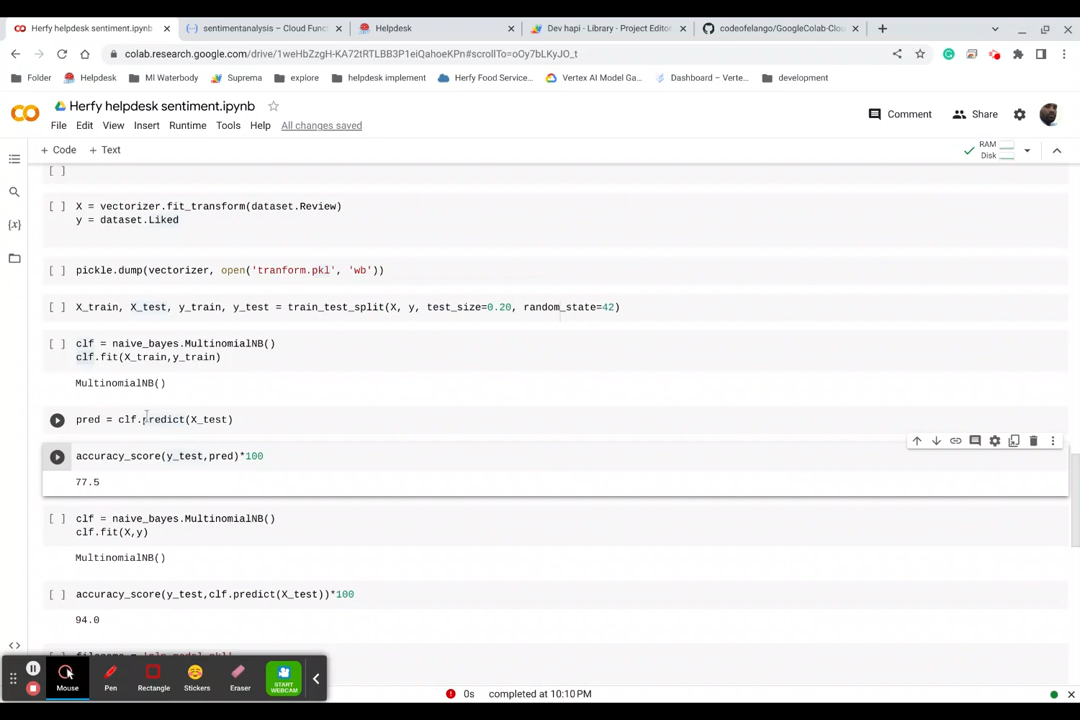 Herfy helpdesk sentiment.ipynb
sentimentanalysis – Cloud Func
Helpdesk
Dev hapi - Library - Project Editor
codeofelango/GoogleColab-Clou
colab.research.google.com/drive/1weHbZzgH-KA72tRTLBB3P1eiQahoeKPn#scrollTo=oOy7bLKyJO_t
Folder
Helpdesk
MI Waterbody
Suprema
explore
helpdesk implement
Herfy Food Service...
Vertex AI Model Ga...
Dashboard – Verte...
development
Herfy helpdesk sentiment.ipynb
Comment
Share
File Edit View Insert Runtime Tools Help All changes saved
+ Code + Text
RAM
Disk
[ ]
[ ] X = vectorizer.fit_transform(dataset.Review)
y = dataset.Liked
[ ] pickle.dump(vectorizer, open('tranform.pkl', 'wb'))
[ ] X_train, X_test, y_train, y_test = train_test_split(X, y, test_size=0.20, random_state=42)
[ ] clf = naive_bayes.MultinomialNB()
clf.fit(X_train,y_train)
MultinomialNB()
pred = clf.predict(X_test)
accuracy_score(y_test,pred)*100
77.5
[ ] clf = naive_bayes.MultinomialNB()
clf.fit(X,y)
MultinomialNB()
[ ] accuracy_score(y_test,clf.predict(X_test))*100
94.0
Mouse
Pen
Rectangle
Stickers
Eraser
START
WEBCAM
0s completed at 10:10 PM